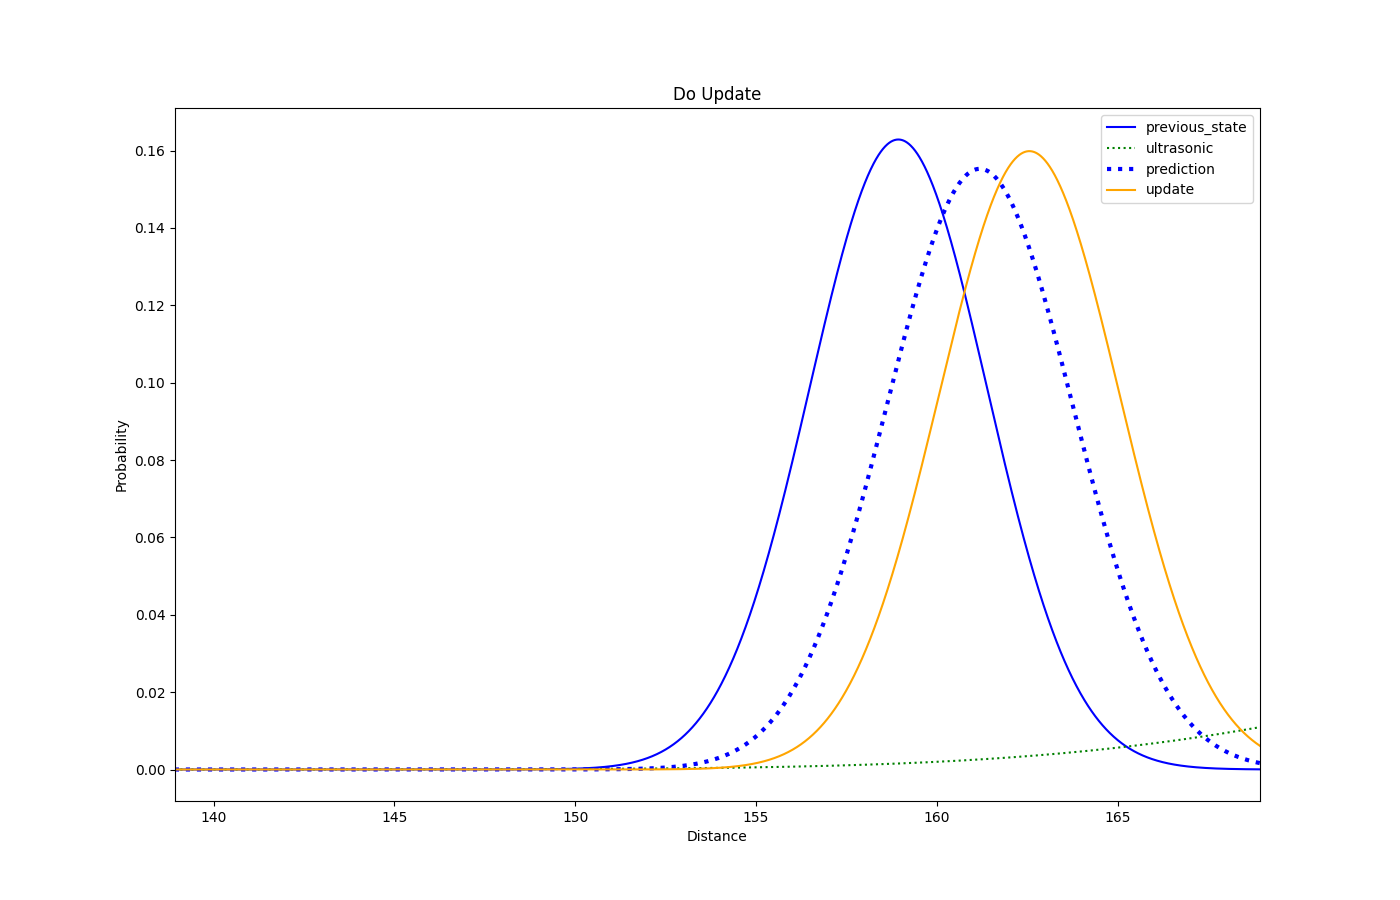 Do Update
previous_state
ultrasonic
prediction
update
Probability
0.16
0.14
0.12
0.10
0.08
0.06
0.04
0.02
0.00
140 145 150 155 160 165
Distance